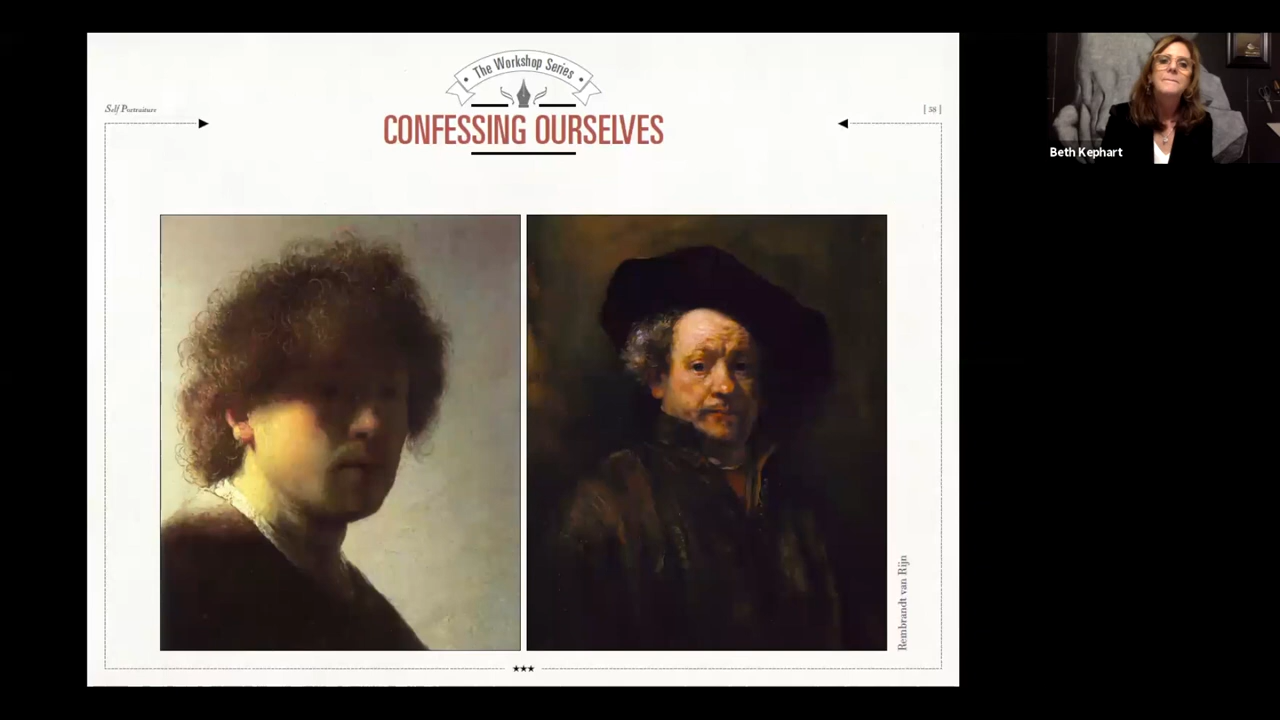 The Workshop Series
Self Portraiture
| 58 |
CONFESSING OURSELVES
Rembrandt van Rijn
★★★
Beth Kephart